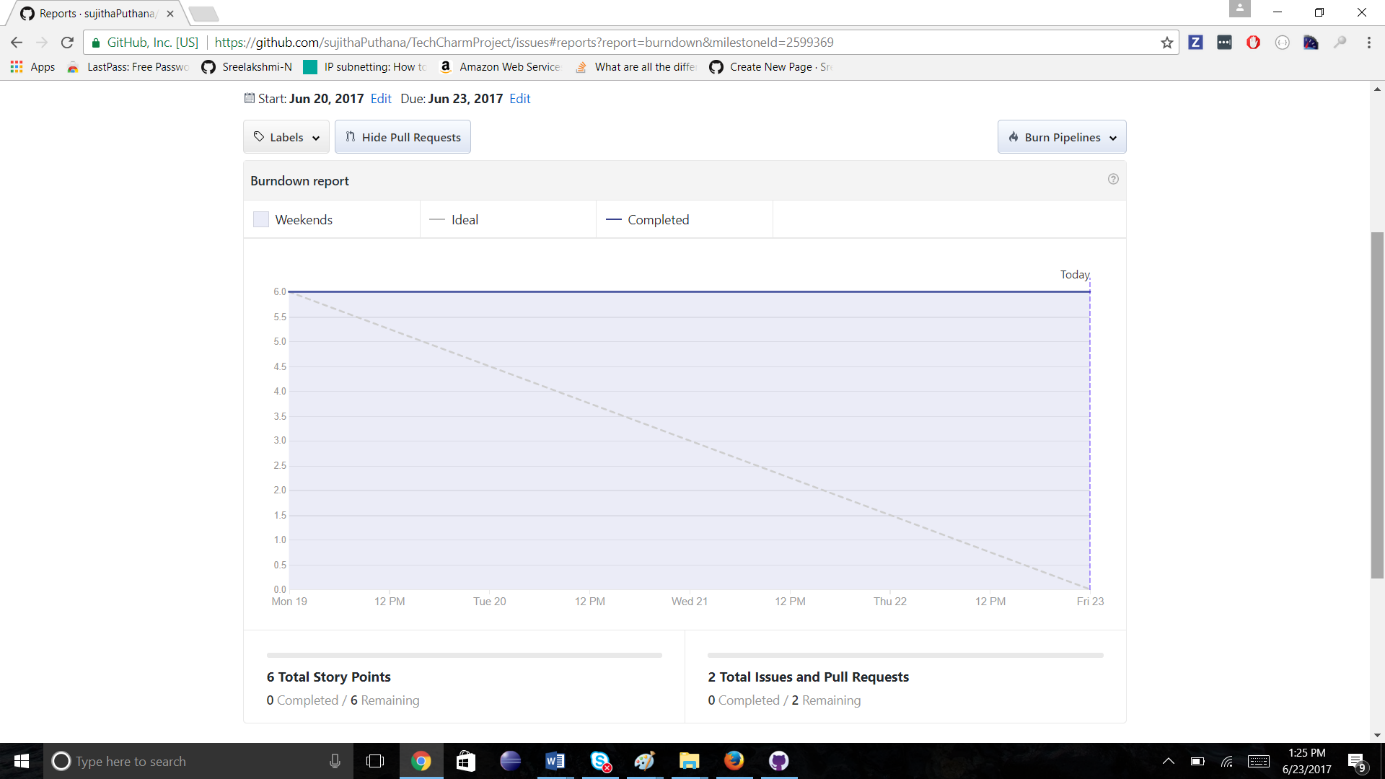 Reports · sujithaPuthana/
GitHub, Inc. [US] | https://github.com/sujithaPuthana/TechCharmProject/issues#reports?report=burndown&milestoneId=2599369
Apps LastPass: Free Passwo Sreelakshmi-N IP subnetting: How to Amazon Web Service What are all the differ Create New Page · Sre
Start: Jun 20, 2017 Edit Due: Jun 23, 2017 Edit
Labels Hide Pull Requests Burn Pipelines
Burndown report
Weekends Ideal Completed
Today
6.0
5.5
5.0
4.5
4.0
3.5
3.0
2.5
2.0
1.5
1.0
0.5
0.0
Mon 19 12 PM Tue 20 12 PM Wed 21 12 PM Thu 22 12 PM Fri 23
6 Total Story Points 2 Total Issues and Pull Requests
0 Completed / 6 Remaining 0 Completed / 2 Remaining
Type here to search
1:25 PM
6/23/2017
9